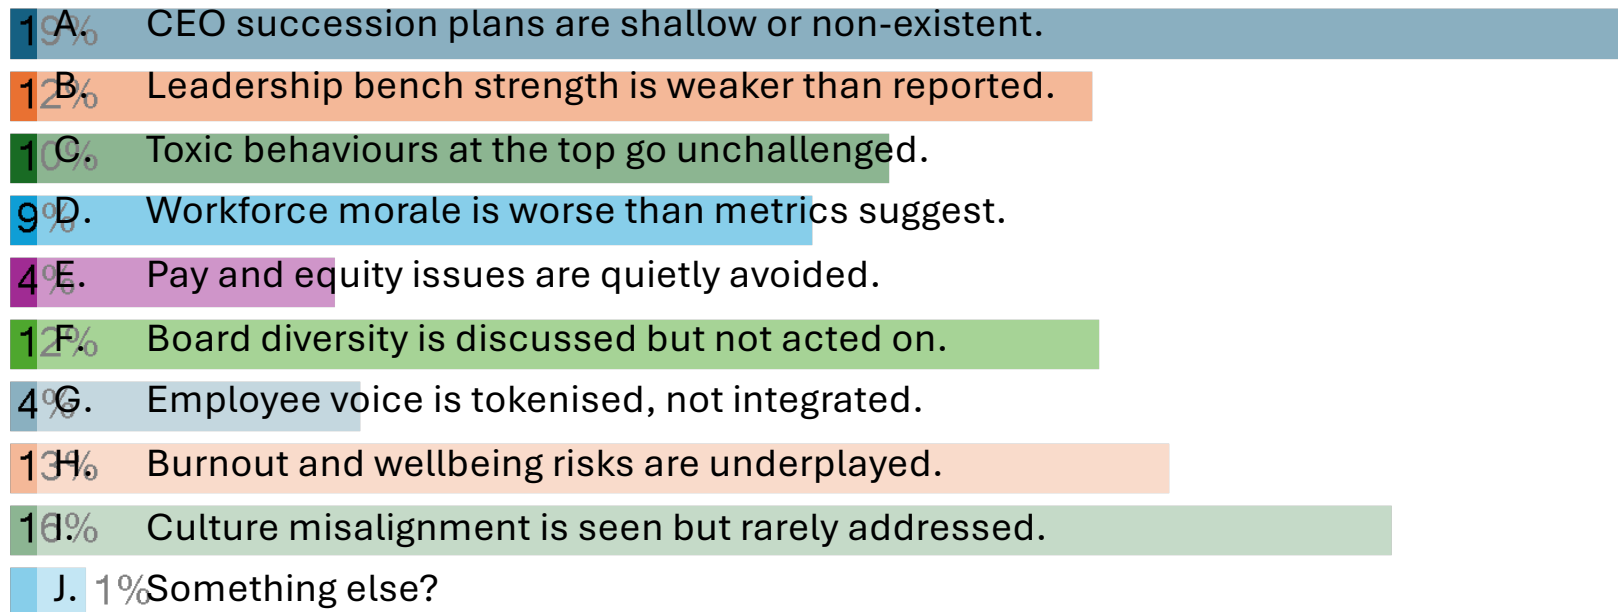 19% A. CEO succession plans are shallow or non-existent.
12% B. Leadership bench strength is weaker than reported.
10% C. Toxic behaviours at the top go unchallenged.
9% D. Workforce morale is worse than metrics suggest.
4% E. Pay and equity issues are quietly avoided.
12% F. Board diversity is discussed but not acted on.
4% G. Employee voice is tokenised, not integrated.
13% H. Burnout and wellbeing risks are underplayed.
16% I. Culture misalignment is seen but rarely addressed.
J. 1% Something else?